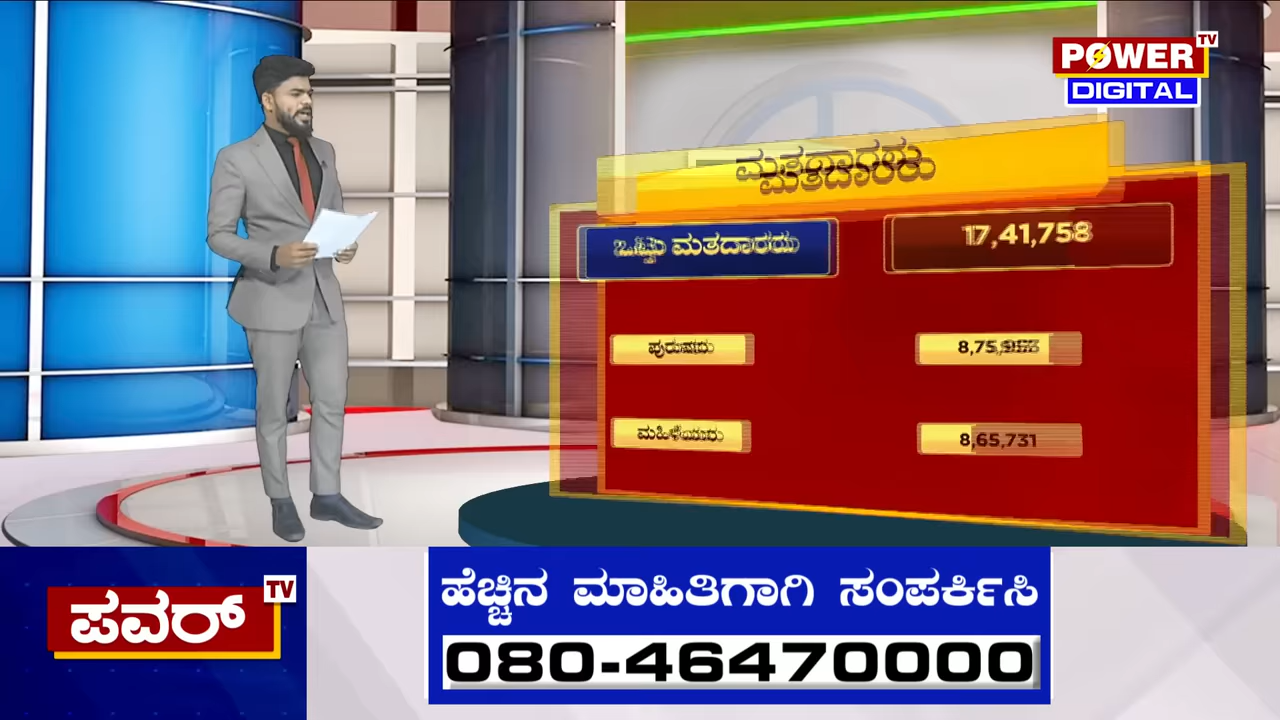 POWER TV
DIGITAL
ಮತದಾರರು
ಒಟ್ಟು ಮತದಾರರು
17,41,758
ಪುರುಷರು
ಮಹಿಳೆಯರು
8,65,731
ಪವರ್ TV
ಹೆಚ್ಚಿನ ಮಾಹಿತಿಗಾಗಿ ಸಂಪರ್ಕಿಸಿ
080-46470000